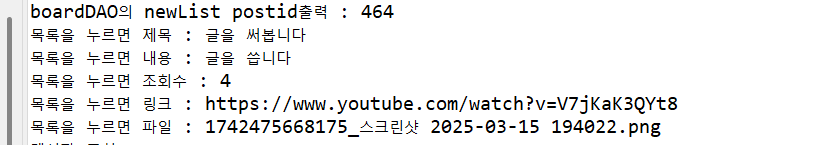 boardDAO의 newList postid출력 : 464
목록을 누르면 제목 : 글을 써봅니다
목록을 누르면 내용 : 글을 씁니다
목록을 누르면 조회수 : 4
목록을 누르면 링크 : https://www.youtube.com/watch?v=V7jKaK3QYt8
목록을 누르면 파일 : 1742475668175_스크린샷 2025-03-15 194022.png